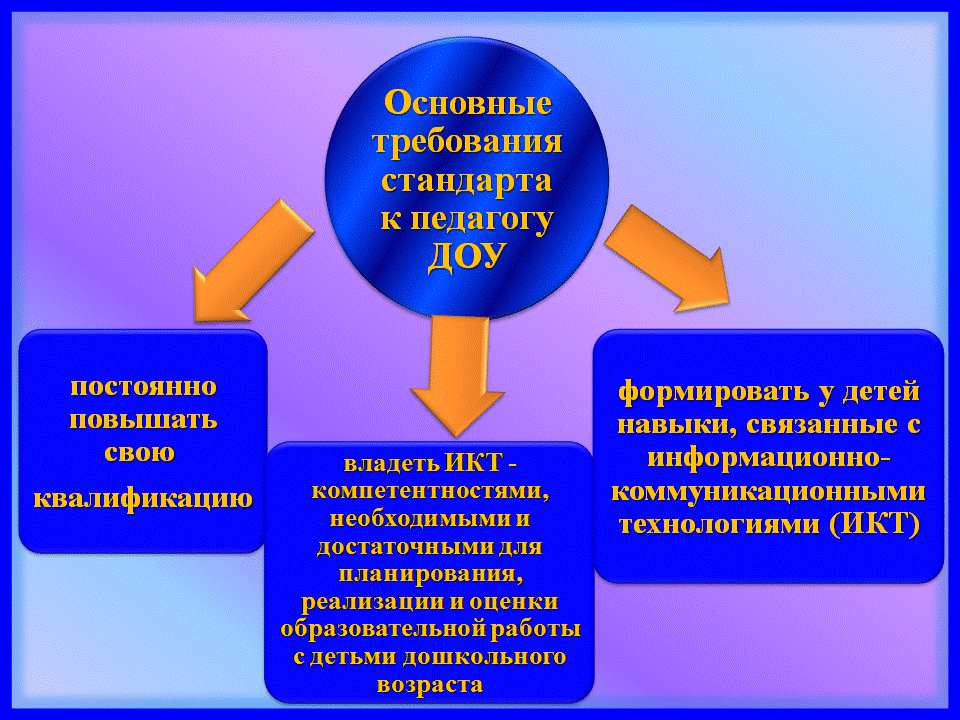 Основные
требования
стандарта
к педагогу
ДОУ
постоянно
повышать
свою
квалификацию
владеть ИКТ -
компетентностями,
необходимыми и
достаточными для
планирования,
реализации и оценки
образовательной работы
с детьми дошкольного
возраста
формировать у детей
навыки, связанные с
информационно-
коммуникационными
технологиями (ИКТ)